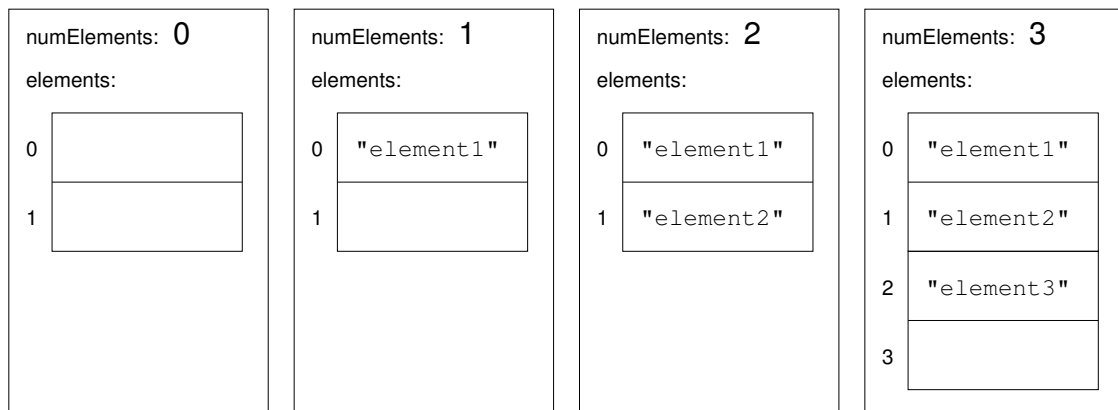 numElements: 0
elements:
0
1
numElements: 1
elements:
0 "element1"
1
numElements: 2
elements:
0 "element1"
1 "element2"
numElements: 3
elements:
0 "element1"
1 "element2"
2 "element3"
3